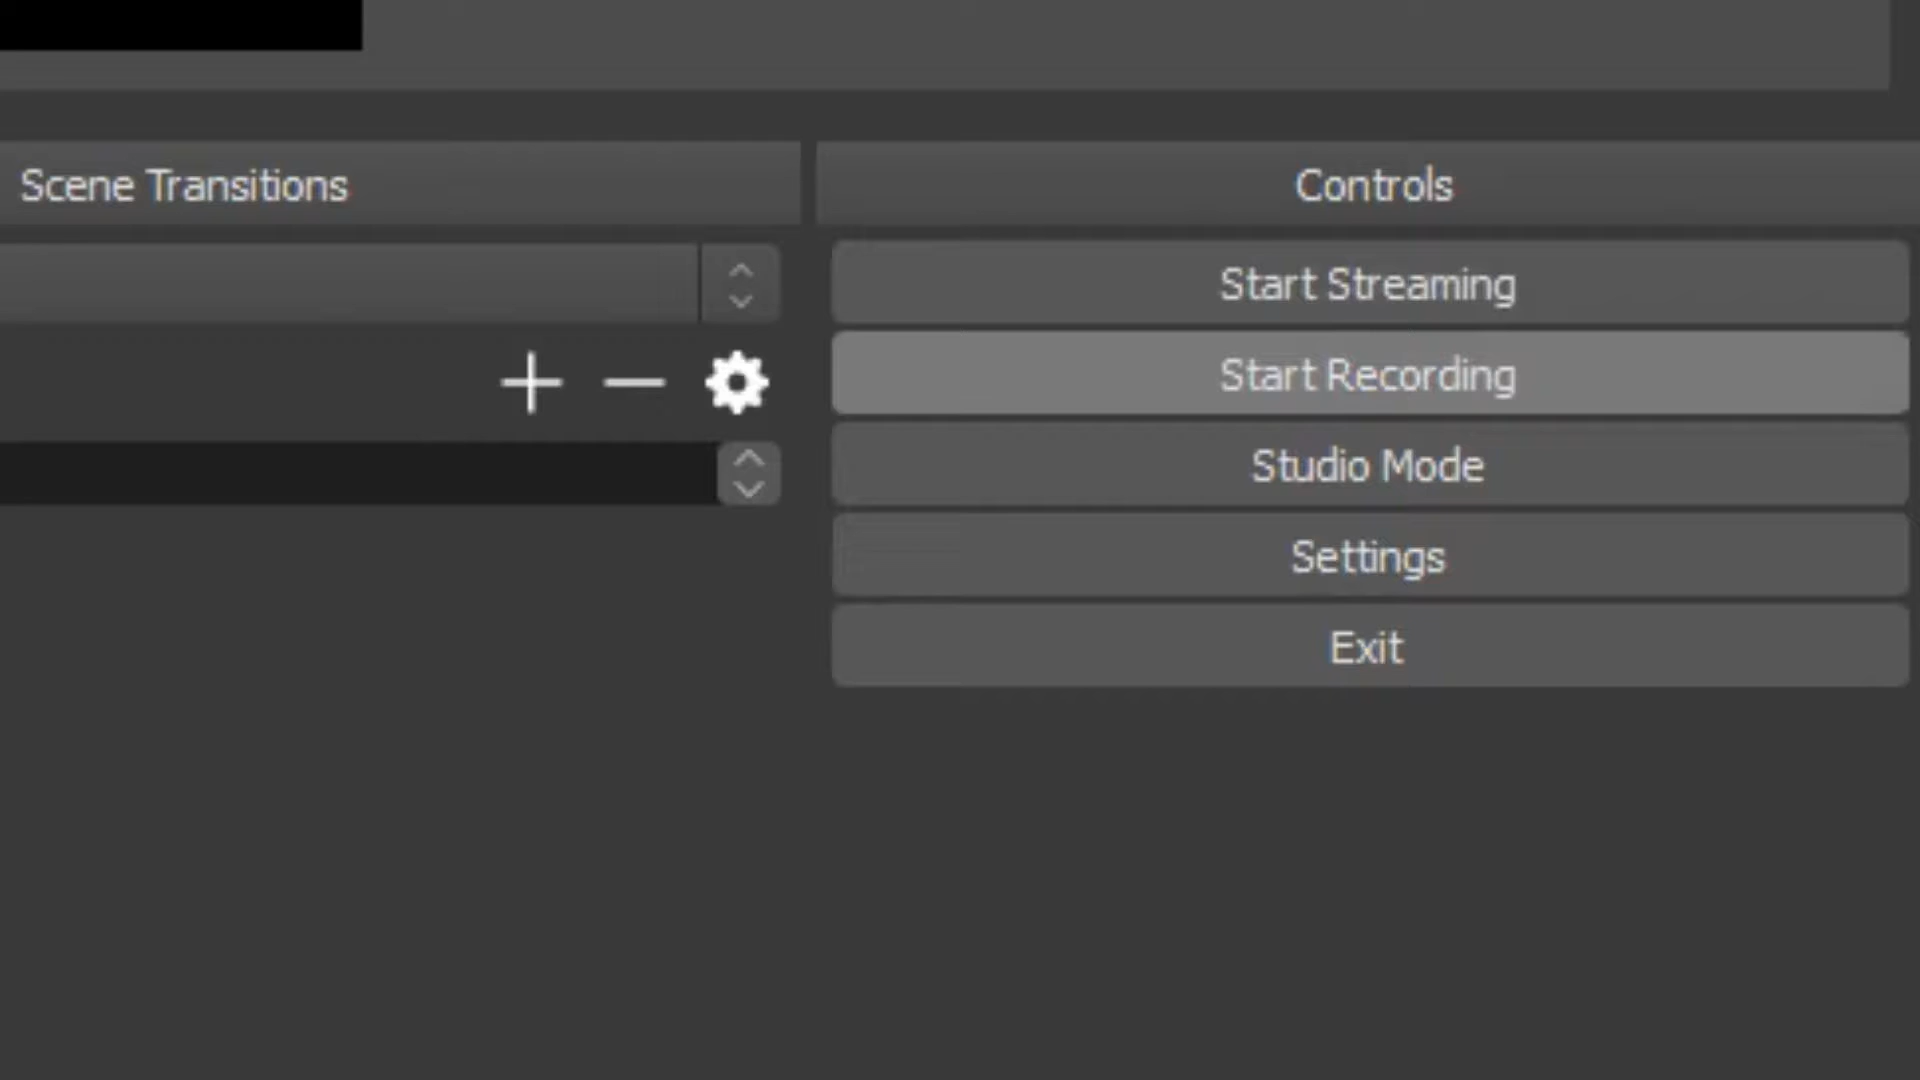 Scene Transitions
Controls
Start Streaming
Start Recording
Studio Mode
Settings
Exit